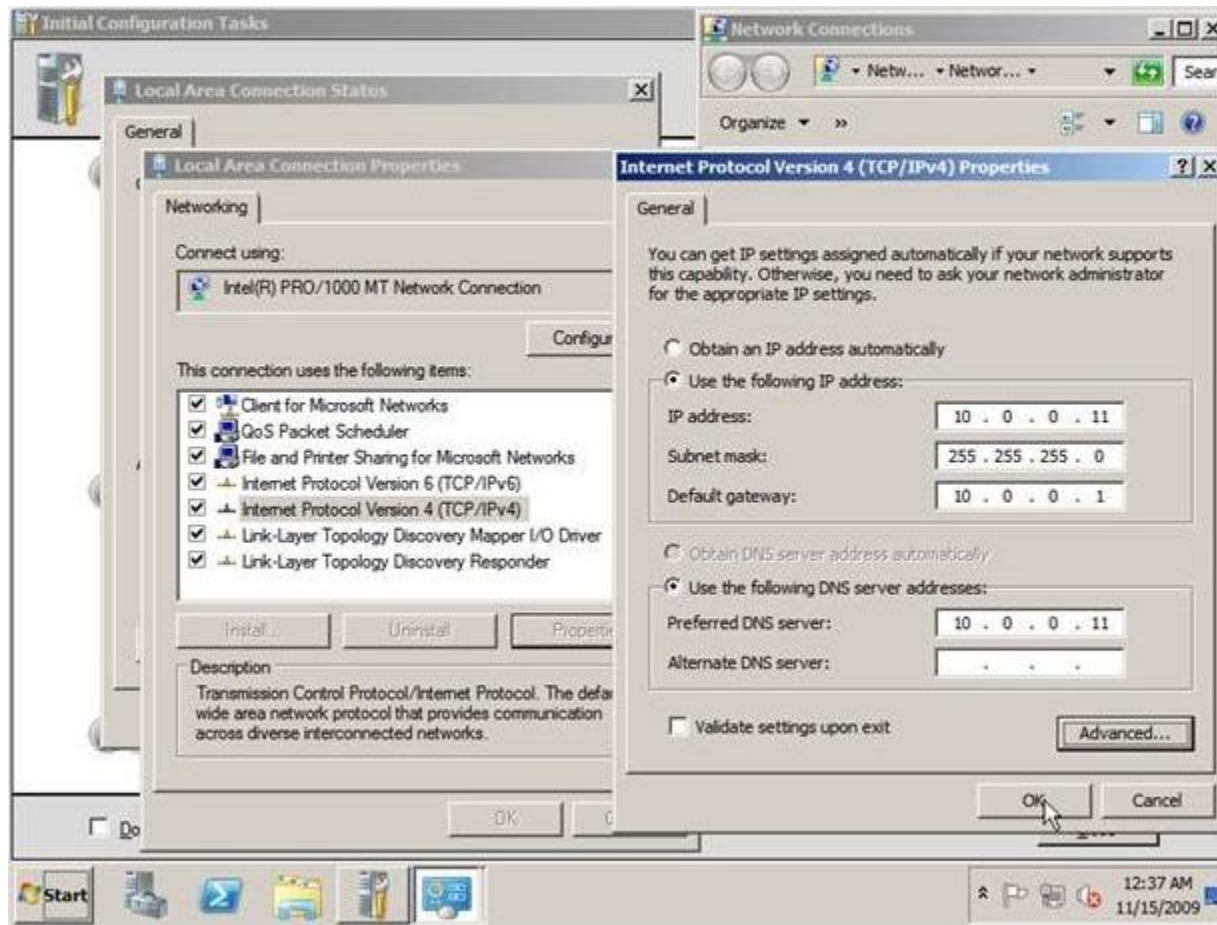 Initial Configuration Tasks
Network Connections
Netw... Networ...
Sear
Organize
Local Area Connection Status
General
Local Area Connection Properties
Networking
Connect using:
Intel(R) PRO/1000 MT Network Connection
Configur
This connection uses the following items:
Client for Microsoft Networks
QoS Packet Scheduler
File and Printer Sharing for Microsoft Networks
Internet Protocol Version 6 (TCP/IPv6)
Internet Protocol Version 4 (TCP/IPv4)
Link-Layer Topology Discovery Mapper I/O Driver
Link-Layer Topology Discovery Responder
Install... Uninstall Propertie
Description
Transmission Control Protocol/Internet Protocol. The defau
wide area network protocol that provides communication
across diverse interconnected networks.
OK
Do
Internet Protocol Version 4 (TCP/IPv4) Properties
General
You can get IP settings assigned automatically if your network supports
this capability. Otherwise, you need to ask your network administrator
for the appropriate IP settings.
Obtain an IP address automatically
Use the following IP address:
IP address: 10 . 0 . 0 . 11
Subnet mask: 255 . 255 . 255 . 0
Default gateway: 10 . 0 . 0 . 1
Obtain DNS server address automatically
Use the following DNS server addresses:
Preferred DNS server: 10 . 0 . 0 . 11
Alternate DNS server: . . .
Validate settings upon exit
Advanced...
OK Cancel
Start
12:37 AM
11/15/2009